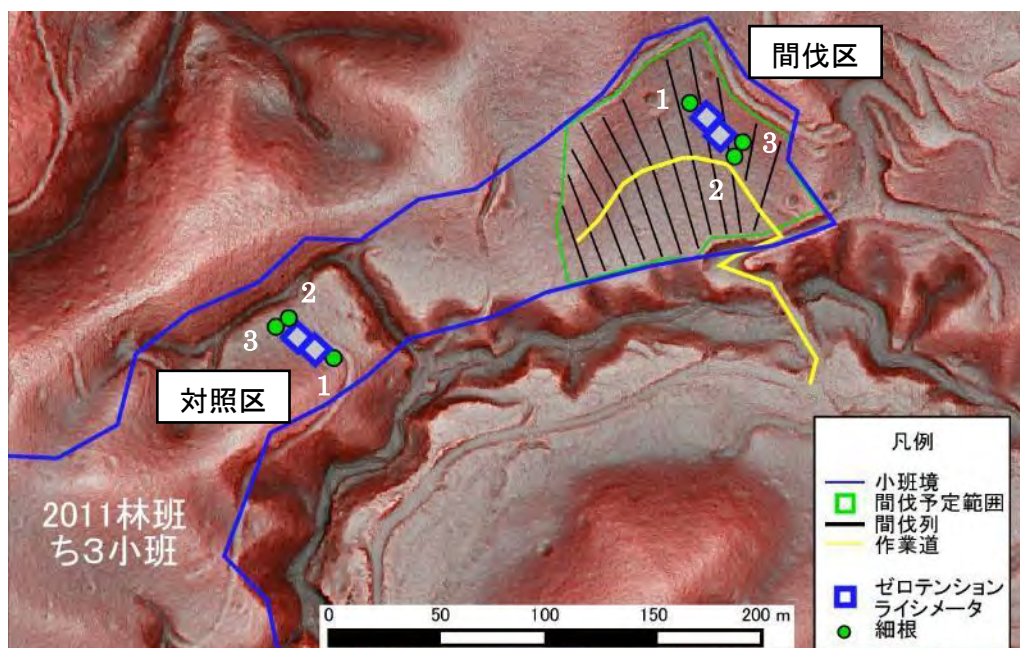 間伐区
1
3
2
2
3
1
対照区
2011林班
ち3小班
凡例
小班境
間伐予定範囲
間伐列
作業道
ゼロテンション
ライシメータ
細根
0 50 100 150 200 m